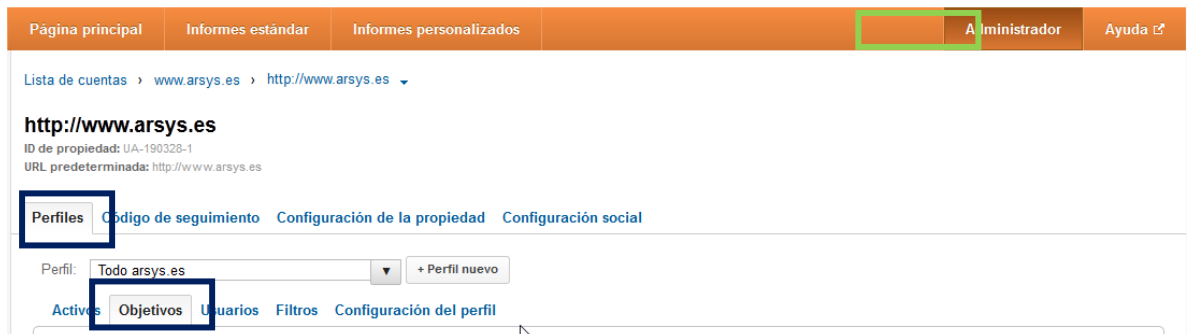 Página principal Informes estándar Informes personalizados Administrador Ayuda
Lista de cuentas › www.arsys.es › http://www.arsys.es
http://www.arsys.es
ID de propiedad: UA-190328-1
URL predeterminada: http://www.arsys.es
Perfiles Código de seguimiento Configuración de la propiedad Configuración social
Perfil: Todo arsys.es + Perfil nuevo
Activos Objetivos Usuarios Filtros Configuración del perfil